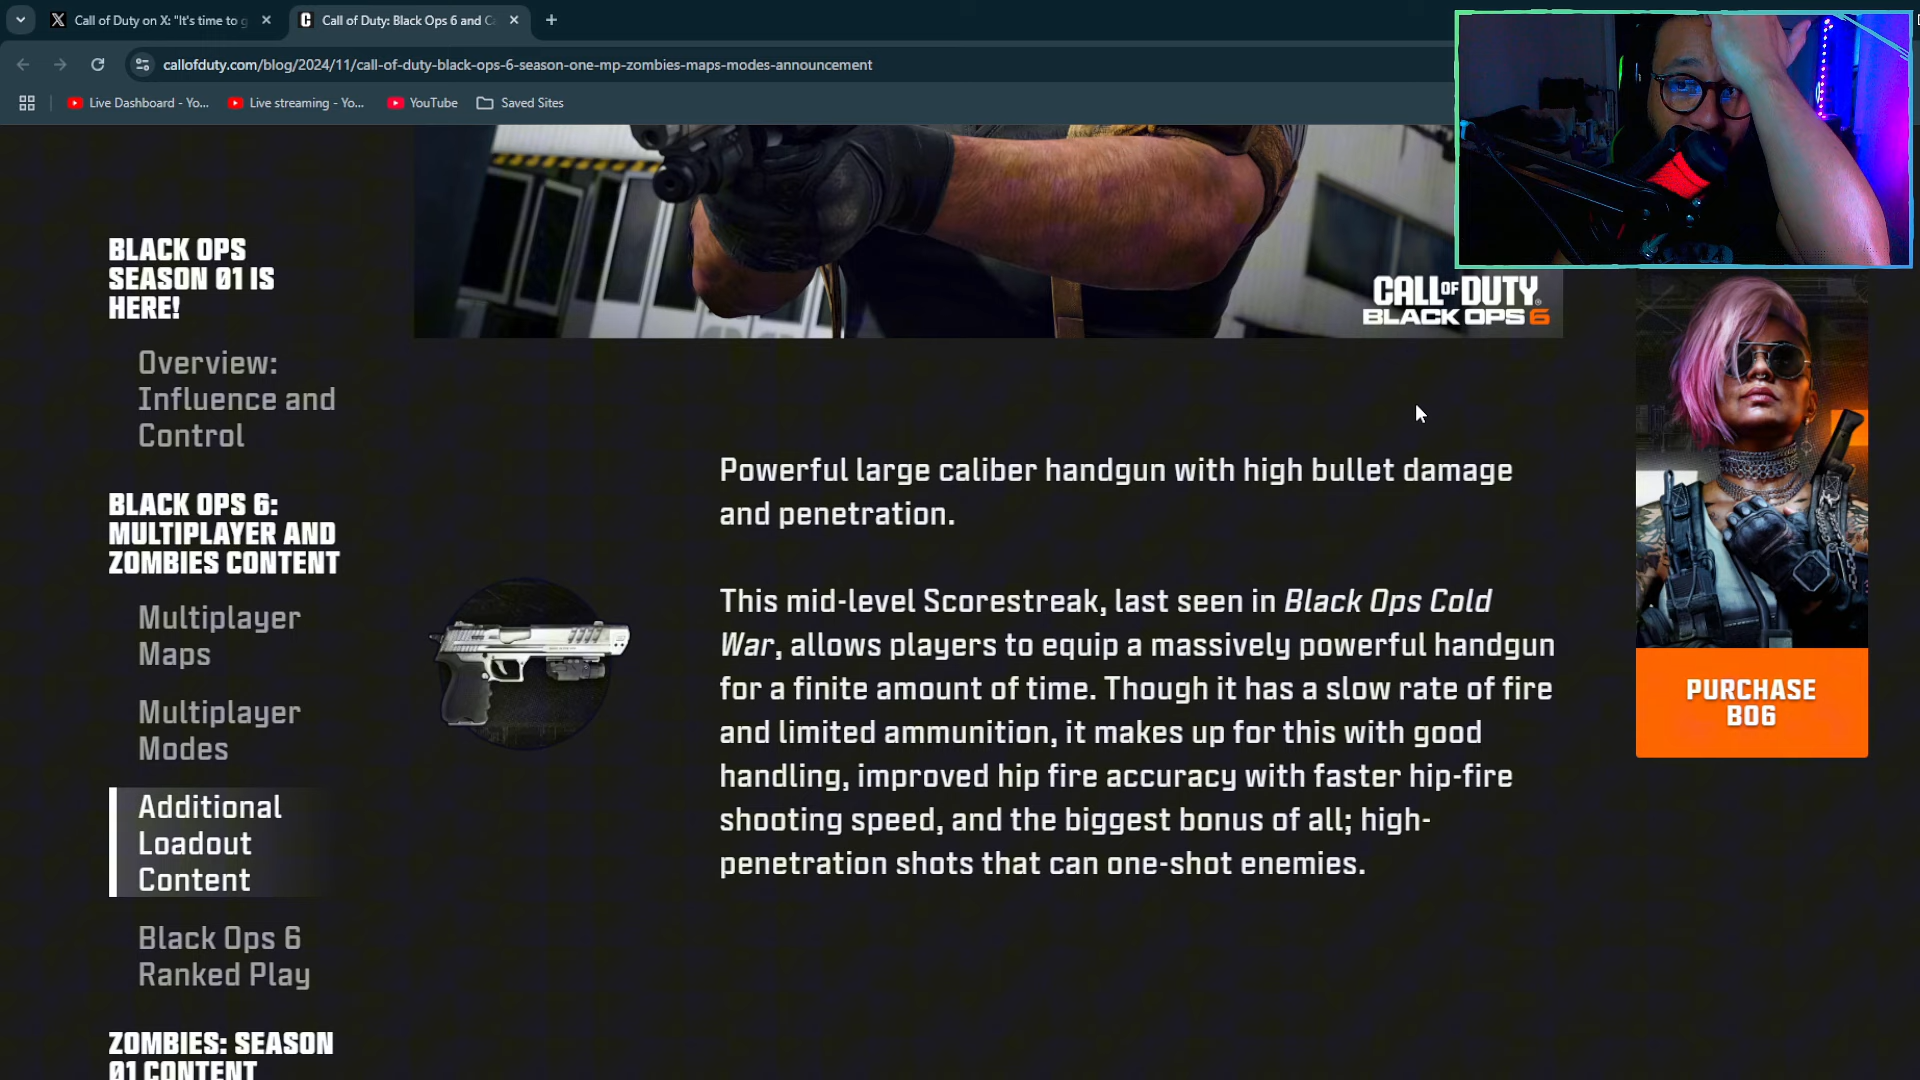 Call of Duty on X: "It's time to g
Call of Duty: Black Ops 6 and C
callofduty.com/blog/2024/11/call-of-duty-black-ops-6-season-one-mp-zombies-maps-modes-announcement
Live Dashboard - Yo...
Live streaming - Yo...
YouTube
Saved Sites
BLACK OPS
SEASON 01 IS
HERE!
Overview:
Influence and
Control
BLACK OPS 6:
MULTIPLAYER AND
ZOMBIES CONTENT
Multiplayer
Maps
Multiplayer
Modes
Additional
Loadout
Content
Black Ops 6
Ranked Play
ZOMBIES: SEASON
01 CONTENT
CALL OF DUTY
BLACK OPS 6
Powerful large caliber handgun with high bullet damage
and penetration.
This mid-level Scorestreak, last seen in Black Ops Cold
War, allows players to equip a massively powerful handgun
for a finite amount of time. Though it has a slow rate of fire
and limited ammunition, it makes up for this with good
handling, improved hip fire accuracy with faster hip-fire
shooting speed, and the biggest bonus of all; high-
penetration shots that can one-shot enemies.
PURCHASE
BO6